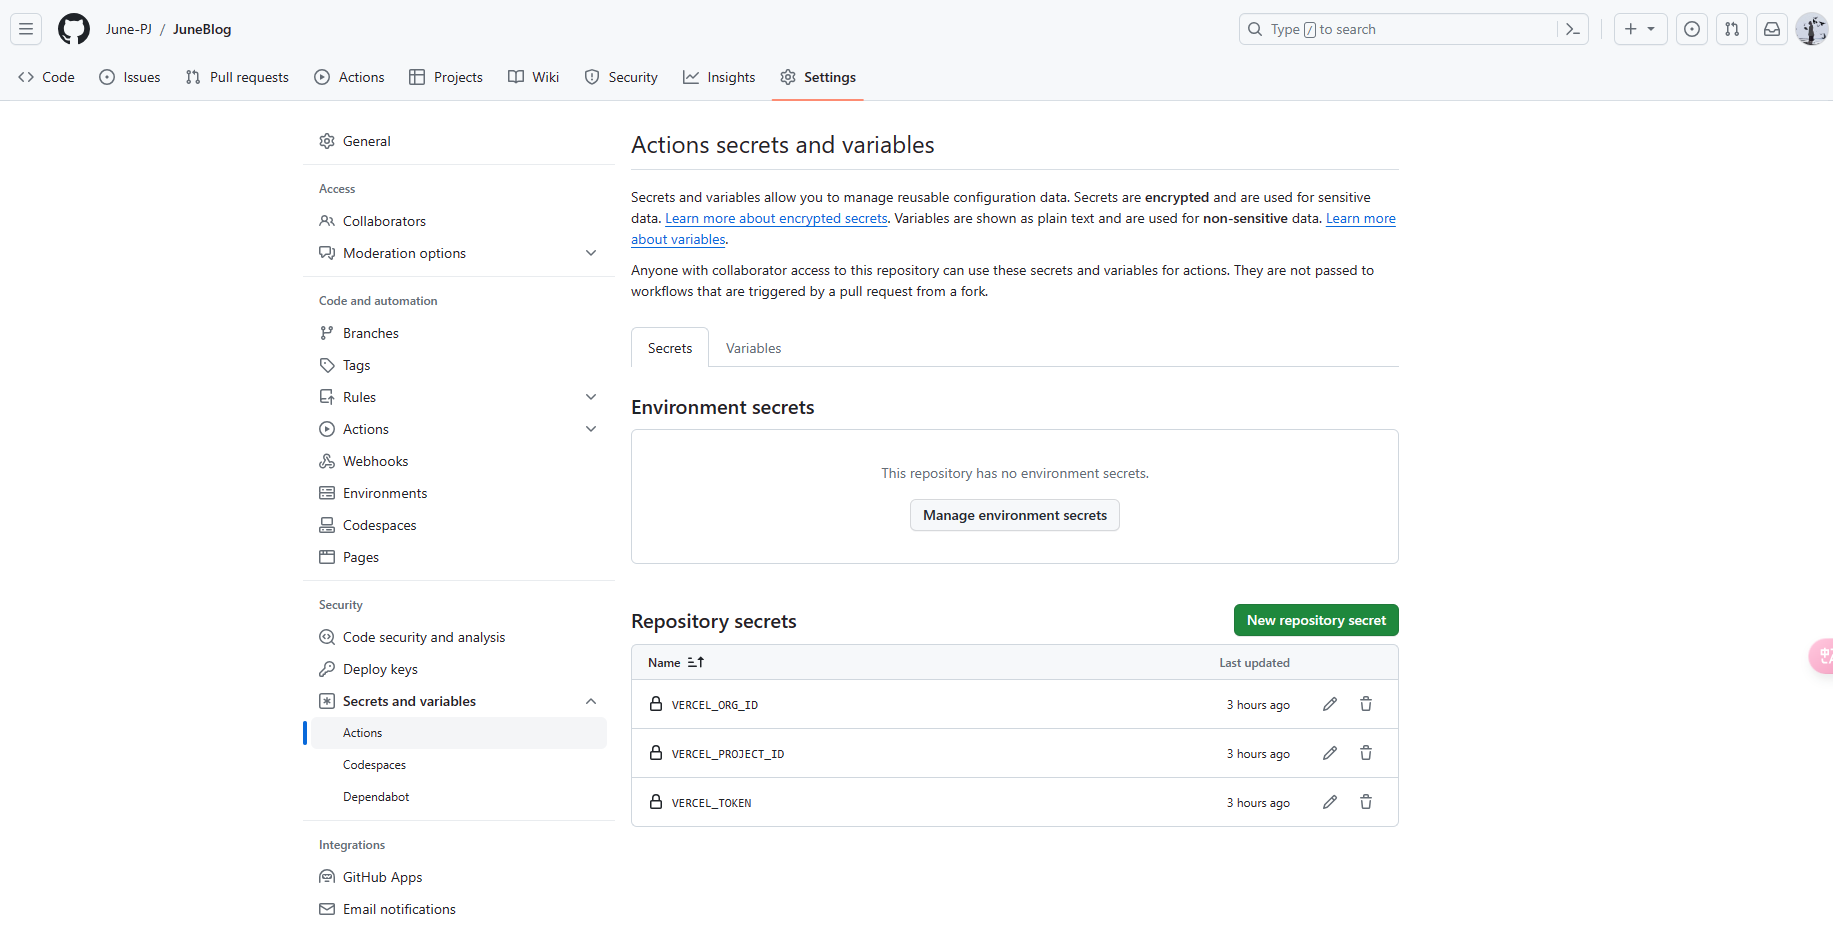 June-PJ / JuneBlog
Type / to search
Code
Issues
Pull requests
Actions
Projects
Wiki
Security
Insights
Settings
General
Access
Collaborators
Moderation options
Code and automation
Branches
Tags
Rules
Actions
Webhooks
Environments
Codespaces
Pages
Security
Code security and analysis
Deploy keys
Secrets and variables
Actions
Codespaces
Dependabot
Integrations
GitHub Apps
Email notifications
Actions secrets and variables
Secrets and variables allow you to manage reusable configuration data. Secrets are encrypted and are used for sensitive
data. Learn more about encrypted secrets. Variables are shown as plain text and are used for non-sensitive data. Learn more
about variables.
Anyone with collaborator access to this repository can use these secrets and variables for actions. They are not passed to
workflows that are triggered by a pull request from a fork.
Secrets
Variables
Environment secrets
This repository has no environment secrets.
Manage environment secrets
Repository secrets
New repository secret
Name
Last updated
VERCEL_ORG_ID
3 hours ago
VERCEL_PROJECT_ID
3 hours ago
VERCEL_TOKEN
3 hours ago